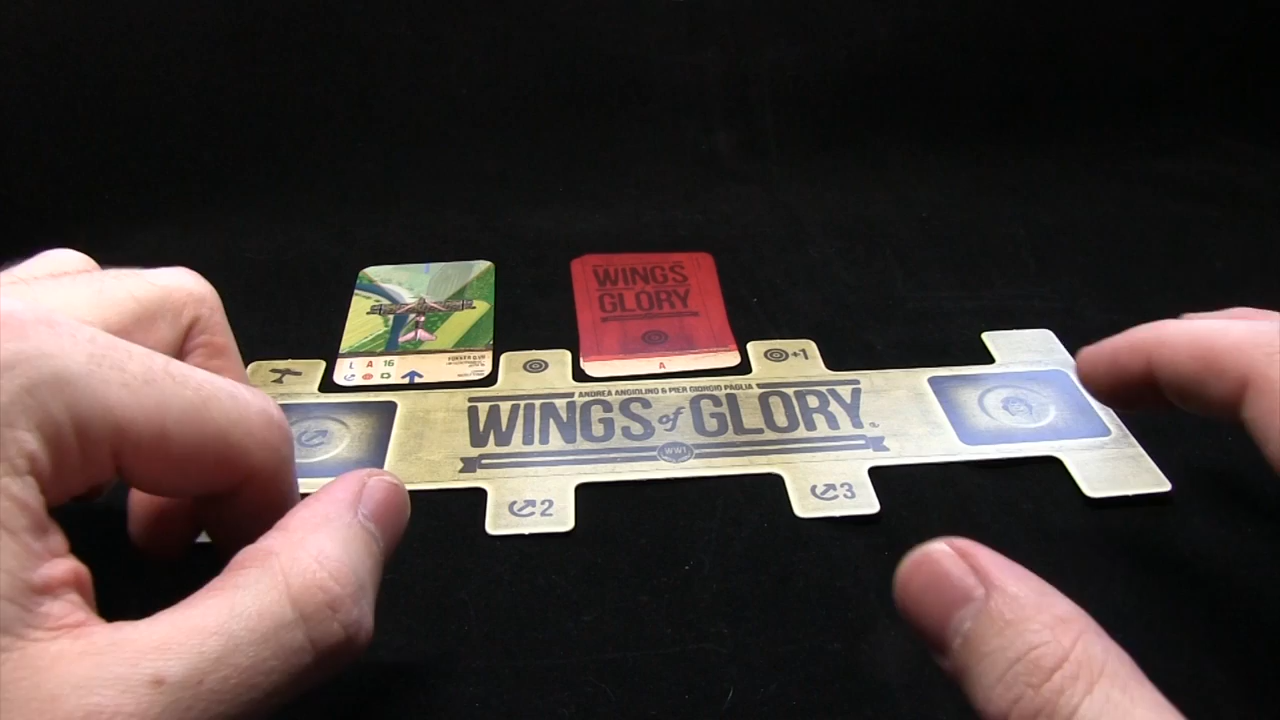 WINGS
of
GLORY
A
FOKKER D.VII
L A 16
+1
ANDREA ANGIOLINO & PIER GIORGIO PAGLIA
WINGS of GLORY
WW1
2
3